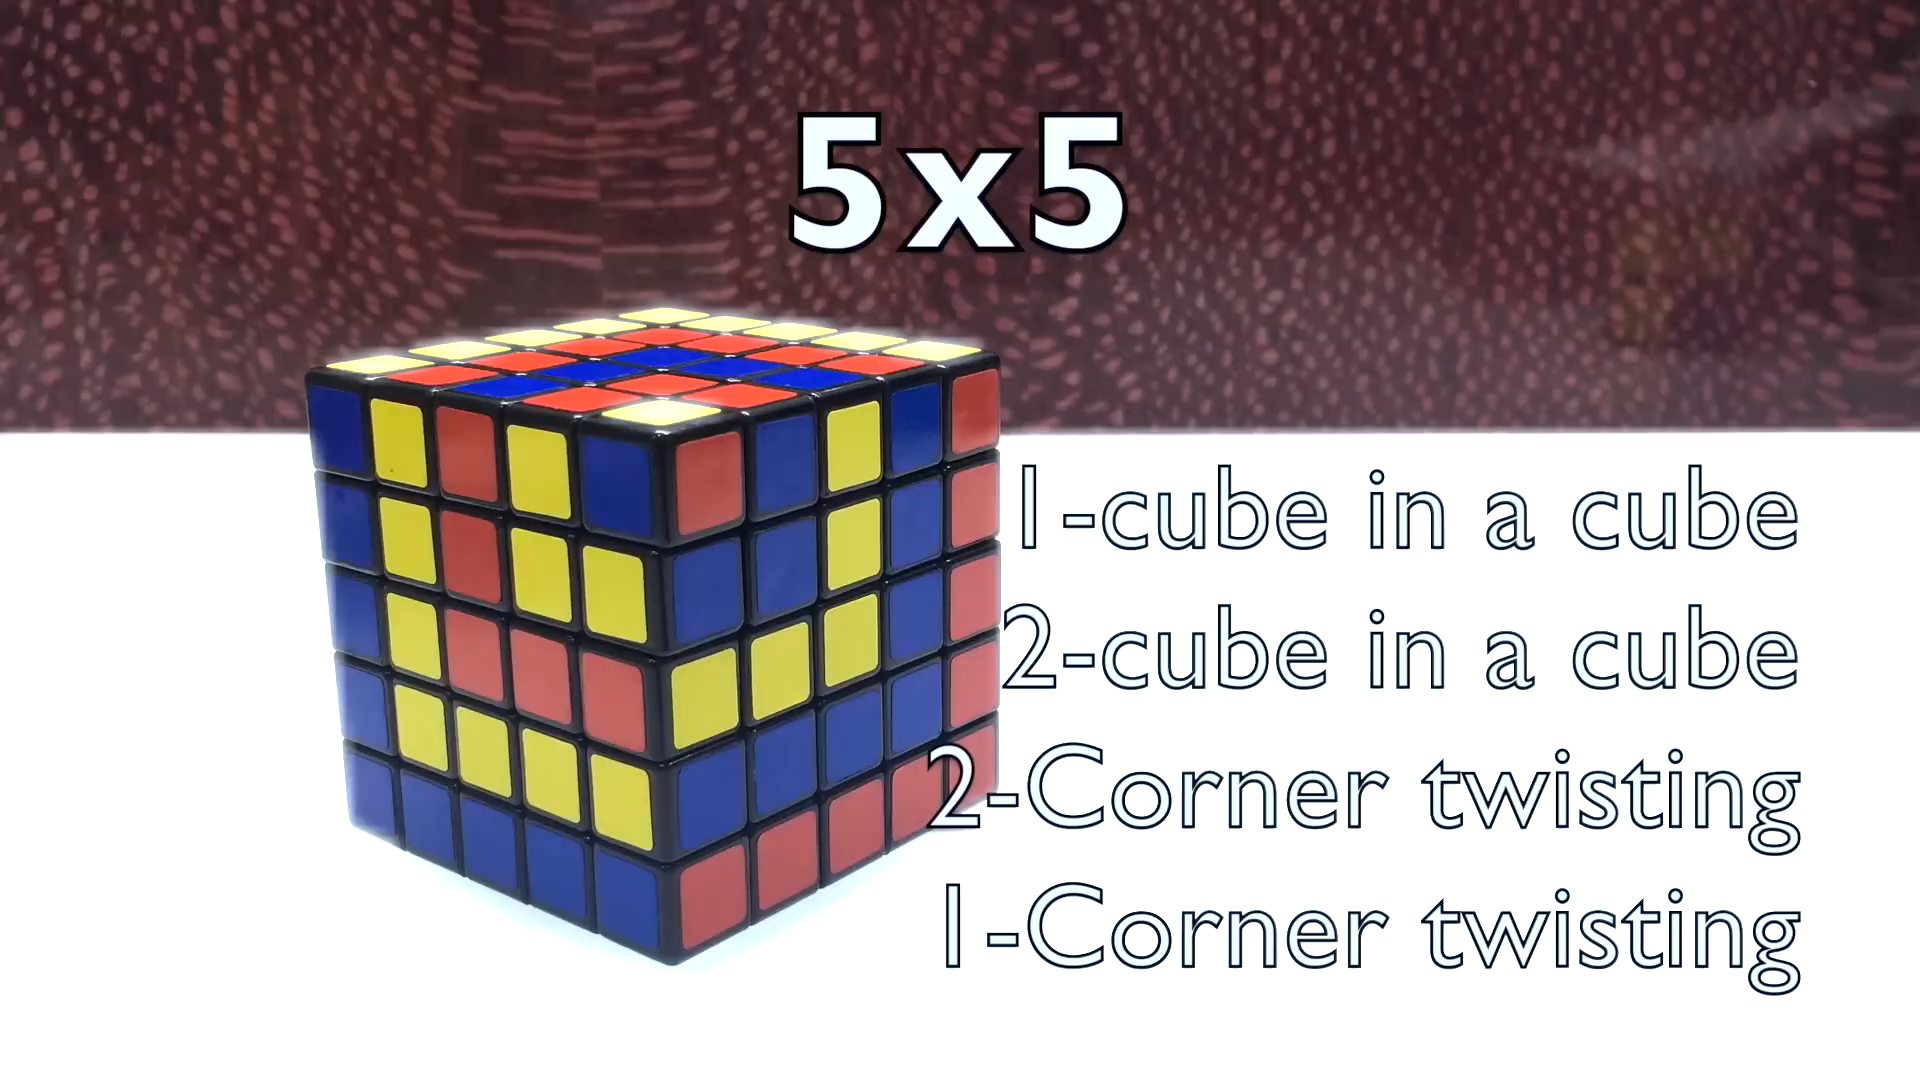 5x5
1-cube in a cube
2-cube in a cube
2-Corner twisting
1-Corner twisting